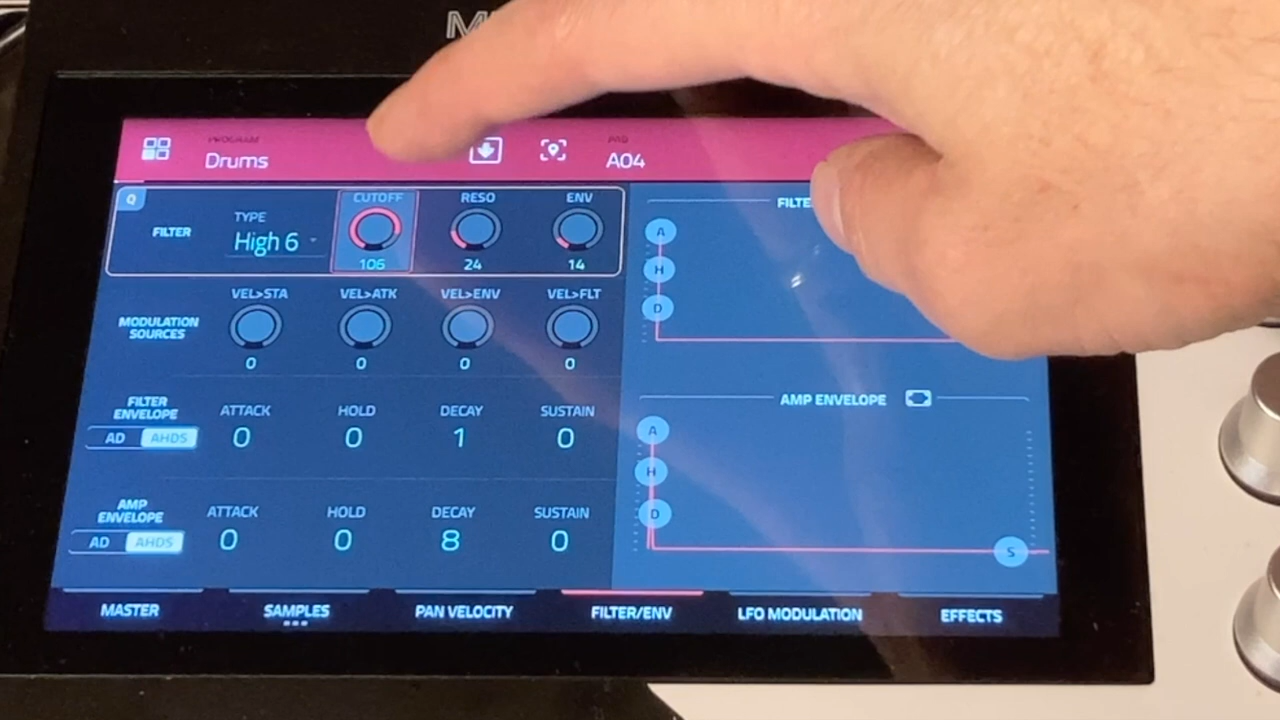 PROGRAM
Drums
PAD
A04
Q
FILTER
TYPE
High 6
CUTOFF
106
RESO
24
ENV
14
MODULATION
SOURCES
VEL>STA
0
VEL>ATK
0
VEL>ENV
0
VEL>FLT
0
FILTER
ENVELOPE
AD AHDS
ATTACK
0
HOLD
0
DECAY
1
SUSTAIN
0
AMP
ENVELOPE
AD AHDS
ATTACK
0
HOLD
0
DECAY
8
SUSTAIN
0
A
H
D
AMP ENVELOPE
A
H
D
S
MASTER SAMPLES PAN VELOCITY FILTER/ENV LFO MODULATION EFFECTS